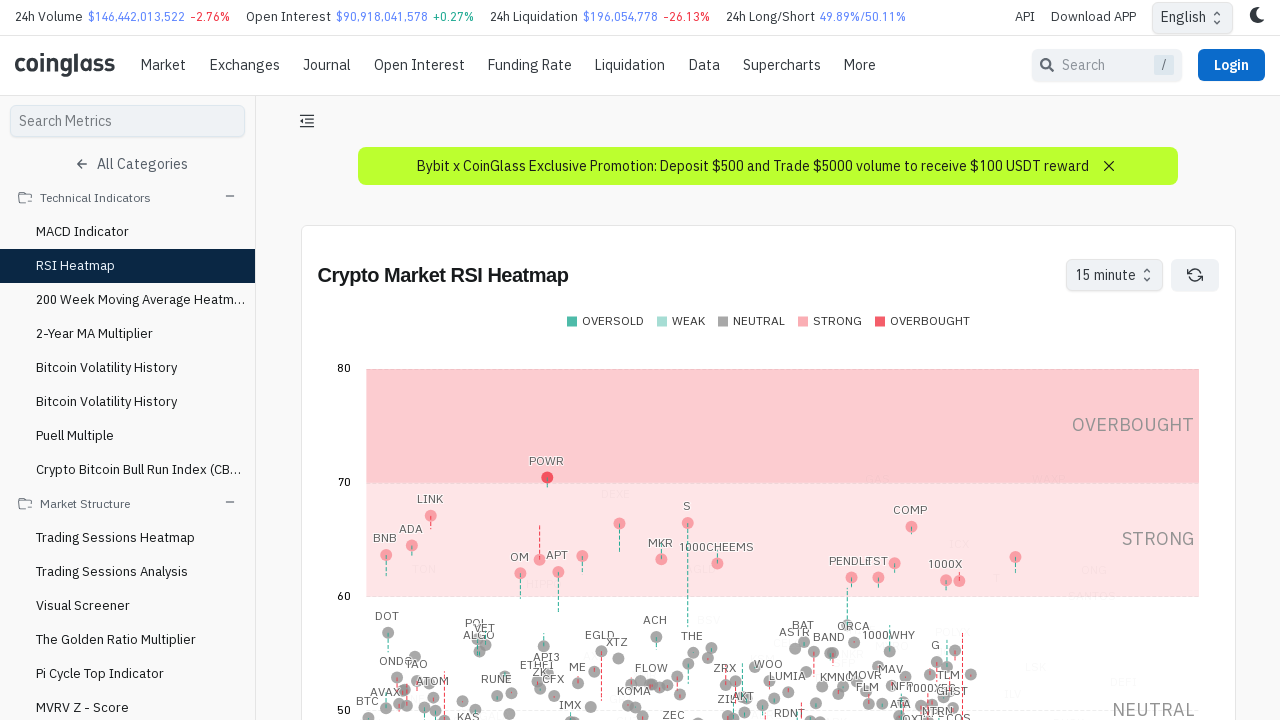 24h Volume $146,442,013,522 -2.76% Open Interest $90,918,041,578 +0.27% 24h Liquidation $196,054,778 -26.13% 24h Long/Short 49.89%/50.11% API Download APP English
coinglass Market Exchanges Journal Open Interest Funding Rate Liquidation Data Supercharts More Search / Login
Search Metrics
All Categories
Technical Indicators
MACD Indicator
RSI Heatmap
200 Week Moving Average Heatm...
2-Year MA Multiplier
Bitcoin Volatility History
Bitcoin Volatility History
Puell Multiple
Crypto Bitcoin Bull Run Index (CB...
Market Structure
Trading Sessions Heatmap
Trading Sessions Analysis
Visual Screener
The Golden Ratio Multiplier
Pi Cycle Top Indicator
MVRV Z - Score
Bybit x CoinGlass Exclusive Promotion: Deposit $500 and Trade $5000 volume to receive $100 USDT reward
Crypto Market RSI Heatmap 15 minute
OVERSOLD WEAK NEUTRAL STRONG OVERBOUGHT
80
OVERBOUGHT
POWR
70
LINK S COMP
BNB ADA STRONG
OM APT MKR 1000CHEEMS PENDLE TST 1000X
60
DOT ACH
VET ALGO EGLD XTZ THE ASTR BAT BAND ORCA 1000WHY G
TAO API3 ME FLOW ZRX WOO MAV
ATOM RUNE CFX KOMA LUMIA MOVR FLM
BTC AVAX IMX AKT ATA GHST
KAS ZEC RDNT NTRN
50 NEUTRAL